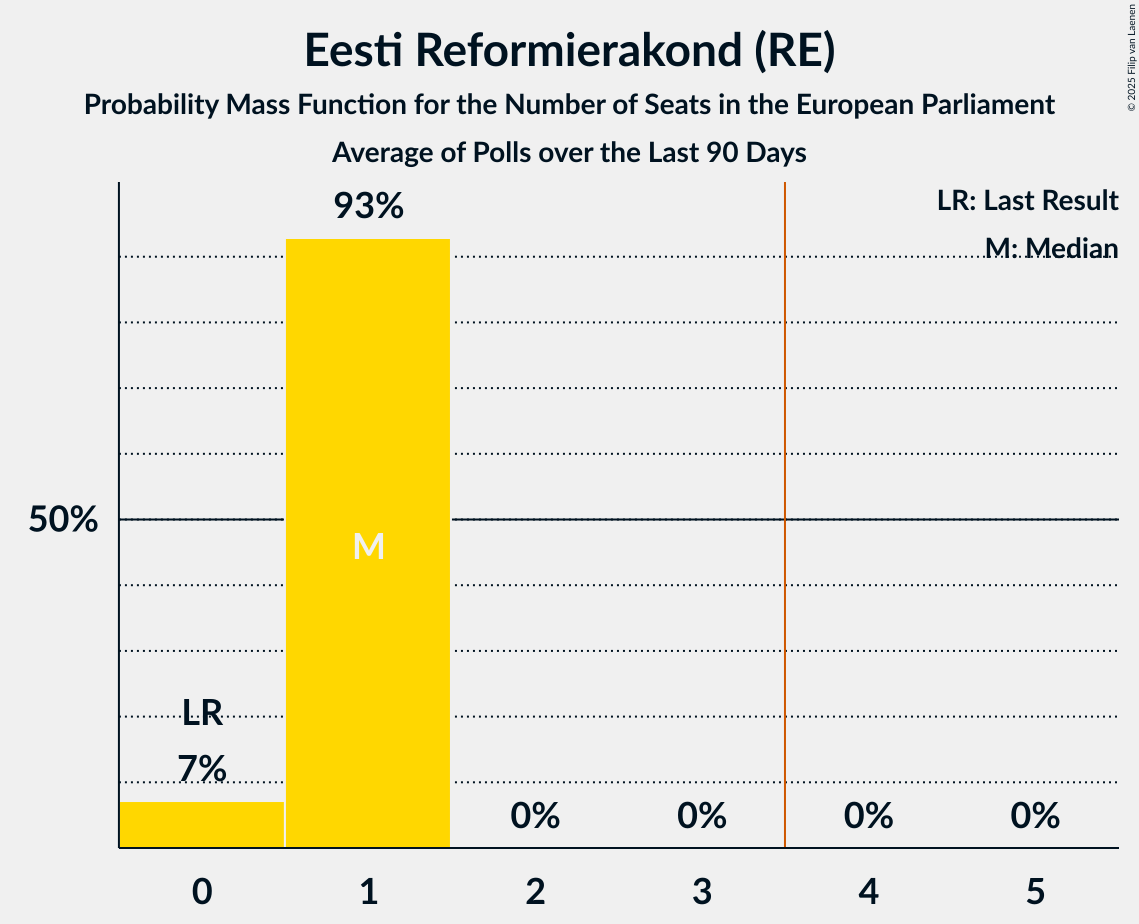 Eesti Reformierakond (RE)
Probability Mass Function for the Number of Seats in the European Parliament
Average of Polls over the Last 90 Days
© 2025 Filip van Laenen
LR: Last Result
M: Median
93%
50%
M
LR
7%
0%
0%
0%
0%
0
1
2
3
4
5